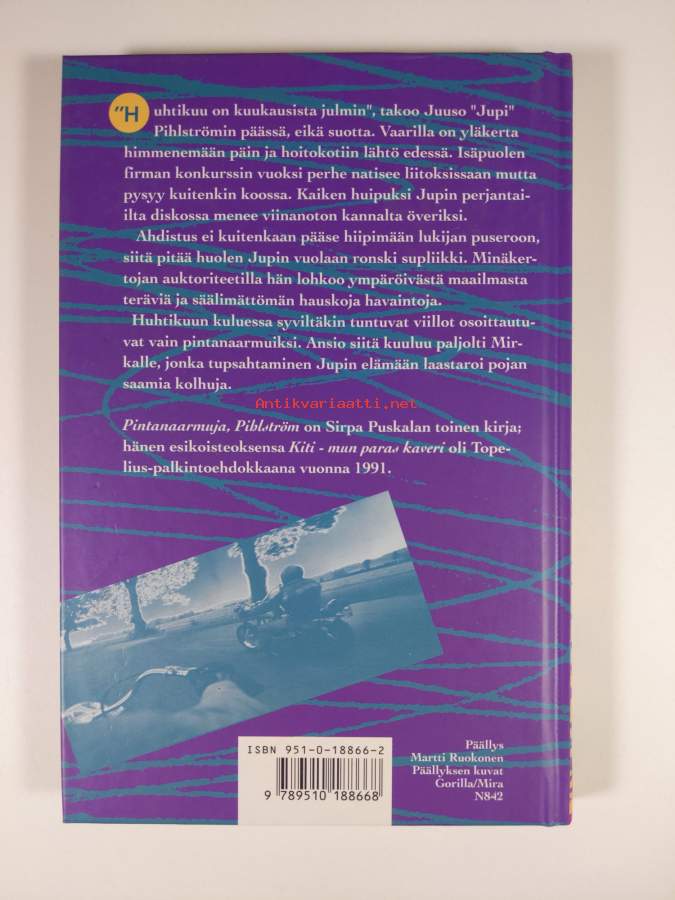 "Huhtikuu on kuukausista julmin", takoo Juuso "Jupi"
Pihlströmin päässä, eikä suotta. Vaarilla on yläkerta
himmenemään päin ja hoitokotiin lähtö edessä. Isäpuolen
firman konkurssin vuoksi perhe natisee liitoksissaan mutta
pysyy kuitenkin koossa. Kaiken huipuksi Jupin perjantai-
ilta diskossa menee viinanoton kannalta överiksi.
Ahdistus ei kuitenkaan pääse hiipimään lukijan puseroon,
siitä pitää huolen Jupin vuolaan ronski supliikki. Minäker-
tojan auktoriteetilla hän lohkoo ympäröivästä maailmasta
teräviä ja säälimättömän hauskoja havaintoja.
Huhtikuun kuluessa syviltäkin tuntuvat viillot osoittautu-
vat vain pintanaarmuiksi. Ansio siitä kuuluu paljolti Mir-
kalle, jonka tupsahtaminen Jupin elämään laastaroi pojan
saamia kolhuja.
Antikvariaatti.net
Pintanaarmuja, Pihlström on Sirpa Puskalan toinen kirja;
hänen esikoisteoksensa Kiti - mun paras kaveri oli Tope-
lius-palkintoehdokkaana vuonna 1991.
ISBN 951-0-18866-2
9 789510 188668
Päällys
Martti Ruokonen
Päällyksen kuvat
Gorilla/Mira
N842